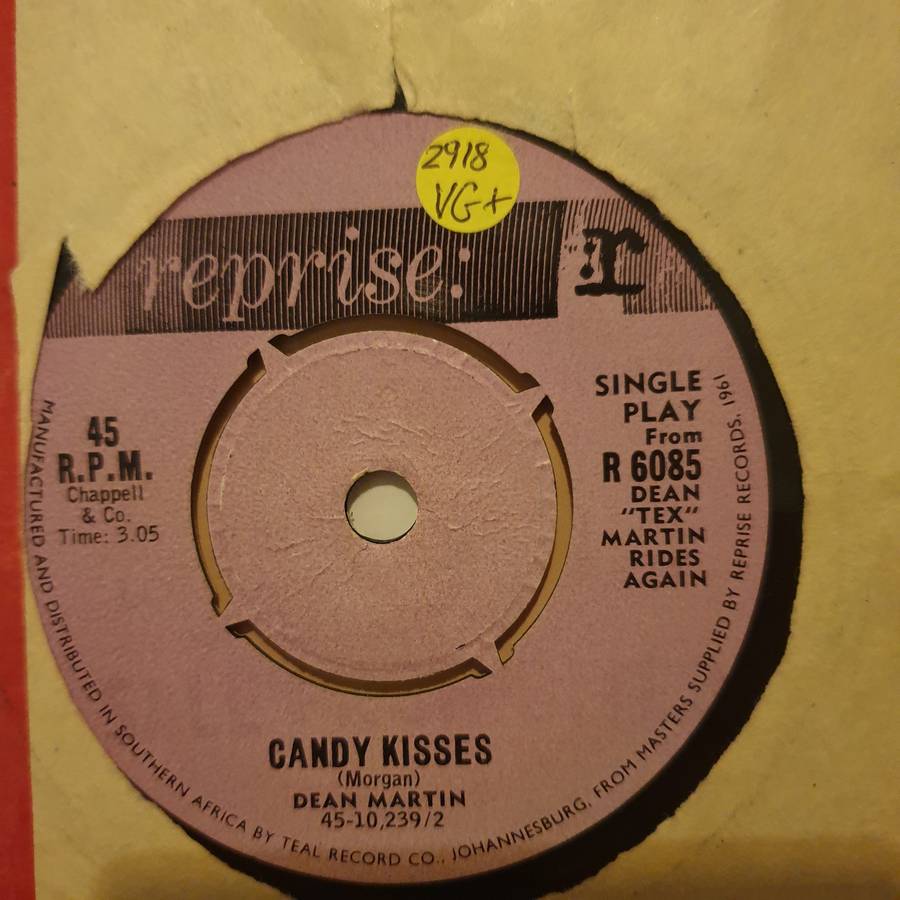 2918
VG+
reprise:
:r
45
R.P.M.
Chappell
& Co.
Time: 3.05
SINGLE
PLAY
From
R 6085
DEAN
"TEX"
MARTIN
RIDES
AGAIN
CANDY KISSES
(Morgan)
DEAN MARTIN
45-10,239/2
MANUFACTURED AND DISTRIBUTED IN SOUTHERN AFRICA BY TEAL RECORD CO., JOHANNESBURG, FROM MASTERS SUPPLIED BY REPRISE RECORDS, 1961